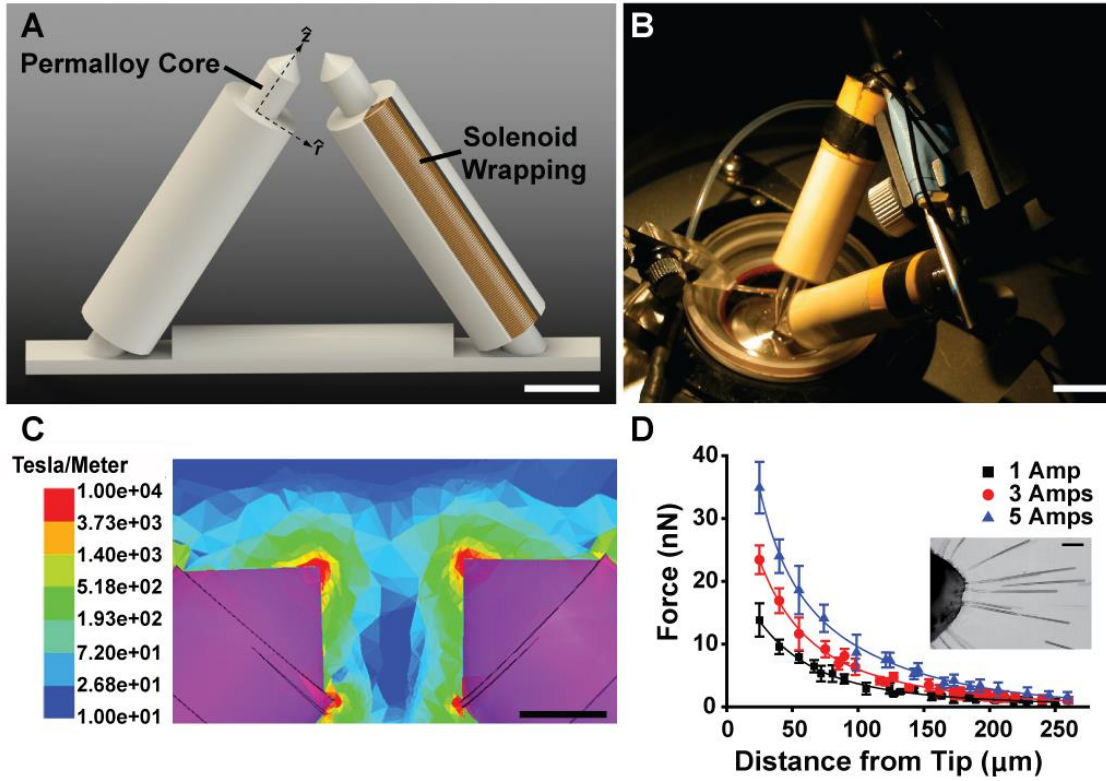 A
Permalloy Core
ẑ
r̂
Solenoid
Wrapping
B
C
Tesla/Meter
1.00e+04
3.73e+03
1.40e+03
5.18e+02
1.93e+02
7.20e+01
2.68e+01
1.00e+01
D
40
30
20
10
0
Force (nN)
1 Amp
3 Amps
5 Amps
0 50 100 150 200 250
Distance from Tip (μm)